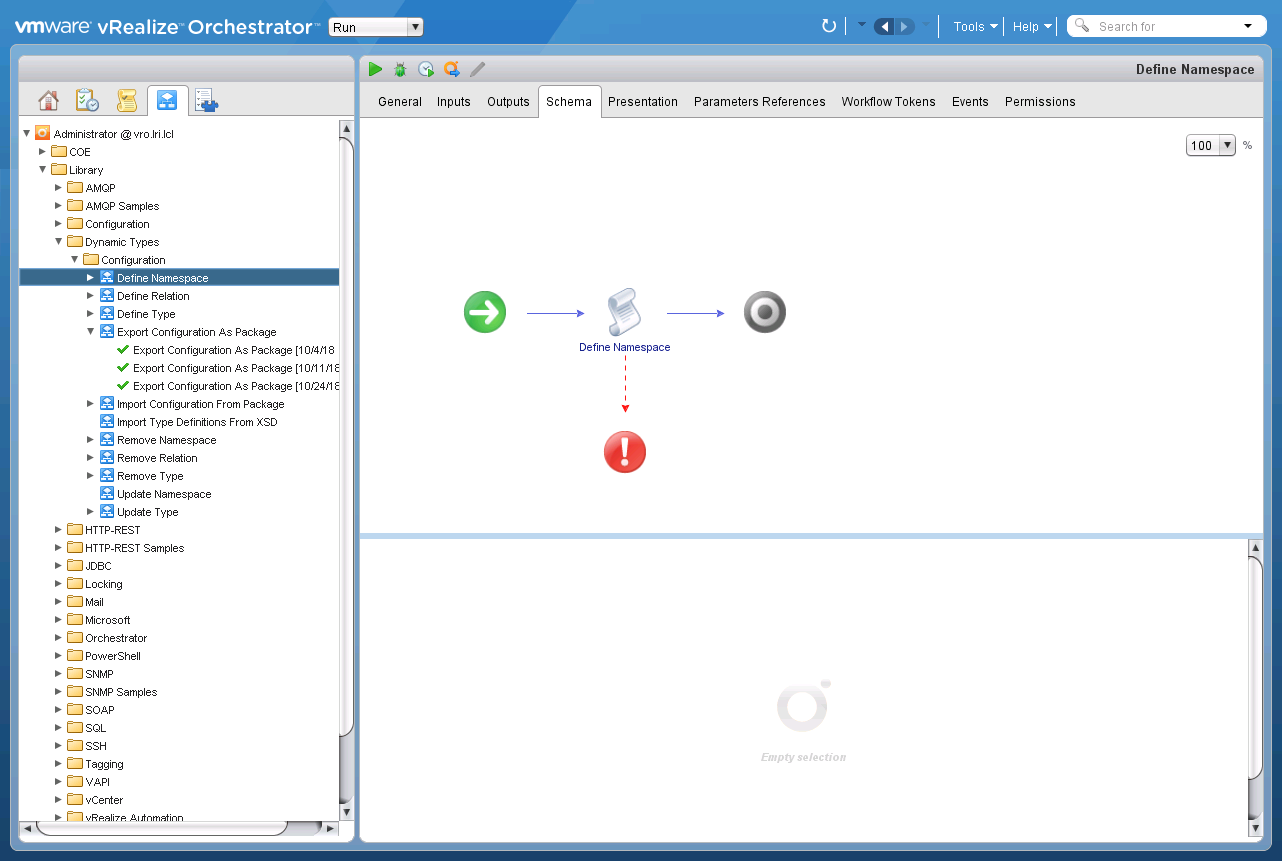 vmware vRealize™ Orchestrator™ Run Tools Help Search for
Define Namespace
General Inputs Outputs Schema Presentation Parameters References Workflow Tokens Events Permissions
100 %
Administrator @ vro.lri.lcl
COE
Library
AMQP
AMQP Samples
Configuration
Dynamic Types
Configuration
Define Namespace
Define Relation
Define Type
Export Configuration As Package
Export Configuration As Package [10/4/18
Export Configuration As Package [10/11/18
Export Configuration As Package [10/24/18
Import Configuration From Package
Import Type Definitions From XSD
Remove Namespace
Remove Relation
Remove Type
Update Namespace
Update Type
HTTP-REST
HTTP-REST Samples
JDBC
Locking
Mail
Microsoft
Orchestrator
PowerShell
SNMP
SNMP Samples
SOAP
SQL
SSH
Tagging
VAPI
vCenter
vRealize Automation
Define Namespace
Empty selection